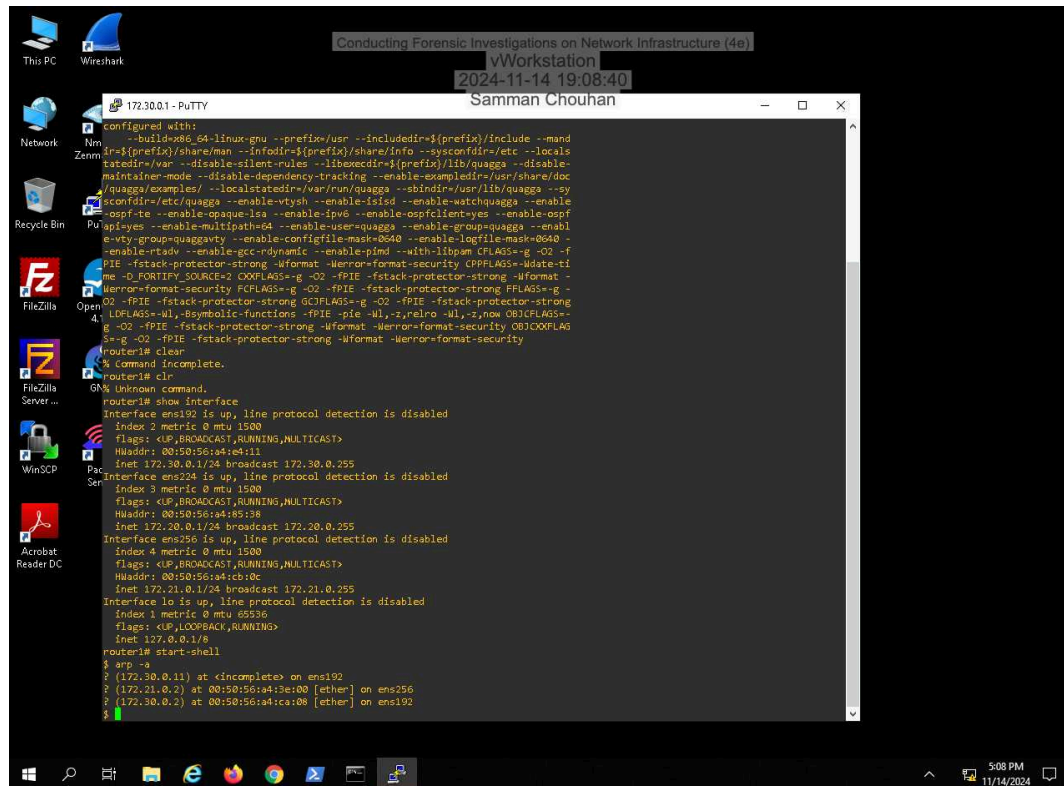 This PC
Wireshark
Conducting Forensic Investigations on Network Infrastructure (4e)
vWorkstation
2024-11-14 19:08:40
Samman Chouhan
172.30.0.1 - PuTTY
Network
Nm
Zenm
Recycle Bin
Pu
FileZilla
Open
4.1
FileZilla
Server ...
GN
WinSCP
Pac
Sen
Acrobat
Reader DC
configured with:
--build=x86_64-linux-gnu --prefix=/usr --includedir=${prefix}/include --mand
ir=${prefix}/share/man --infodir=${prefix}/share/info --sysconfdir=/etc --locals
tatedir=/var --disable-silent-rules --libexecdir=${prefix}/lib/quagga --disable-
maintainer-mode --disable-dependency-tracking --enable-exampledir=/usr/share/doc
/quagga/examples/ --localstatedir=/var/run/quagga --sbindir=/usr/lib/quagga --sy
sconfdir=/etc/quagga --enable-vtysh --enable-isisd --enable-watchquagga --enable
-ospf-te --enable-opaque-lsa --enable-ipv6 --enable-ospfclient=yes --enable-ospf
api=yes --enable-multipath=64 --enable-user=quagga --enable-group=quagga --enabl
e-vty-group=quaggavty --enable-configfile-mask=0640 --enable-logfile-mask=0640 -
-enable-rtadv --enable-gcc-rdynamic --enable-pimd --with-libpam CFLAGS=-g -O2 -f
PIE -fstack-protector-strong -Wformat -Werror=format-security CPPFLAGS=-Wdate-ti
me -D_FORTIFY_SOURCE=2 CXXFLAGS=-g -O2 -fPIE -fstack-protector-strong -Wformat -
Werror=format-security FCFLAGS=-g -O2 -fPIE -fstack-protector-strong FFLAGS=-g -
O2 -fPIE -fstack-protector-strong GCJFLAGS=-g -O2 -fPIE -fstack-protector-strong
LDFLAGS=-Wl,-Bsymbolic-functions -fPIE -pie -Wl,-z,relro -Wl,-z,now OBJCFLAGS=-
g -O2 -fPIE -fstack-protector-strong -Wformat -Werror=format-security OBJCXXFLAG
S=-g -O2 -fPIE -fstack-protector-strong -Wformat -Werror=format-security
router1# clear
% Command incomplete.
router1# clr
% Unknown command.
router1# show interface
Interface ens192 is up, line protocol detection is disabled
index 2 metric 0 mtu 1500
flags: <UP,BROADCAST,RUNNING,MULTICAST>
HWaddr: 00:50:56:a4:e4:11
inet 172.30.0.1/24 broadcast 172.30.0.255
Interface ens224 is up, line protocol detection is disabled
index 3 metric 0 mtu 1500
flags: <UP,BROADCAST,RUNNING,MULTICAST>
HWaddr: 00:50:56:a4:85:38
inet 172.20.0.1/24 broadcast 172.20.0.255
Interface ens256 is up, line protocol detection is disabled
index 4 metric 0 mtu 1500
flags: <UP,BROADCAST,RUNNING,MULTICAST>
HWaddr: 00:50:56:a4:cb:0c
inet 172.21.0.1/24 broadcast 172.21.0.255
Interface lo is up, line protocol detection is disabled
index 1 metric 0 mtu 65536
flags: <UP,LOOPBACK,RUNNING>
inet 127.0.0.1/8
router1# start-shell
$ arp -a
? (172.30.0.11) at <incomplete> on ens192
? (172.21.0.2) at 00:50:56:a4:3e:00 [ether] on ens256
? (172.30.0.2) at 00:50:56:a4:ca:08 [ether] on ens192
$
5:08 PM
11/14/2024